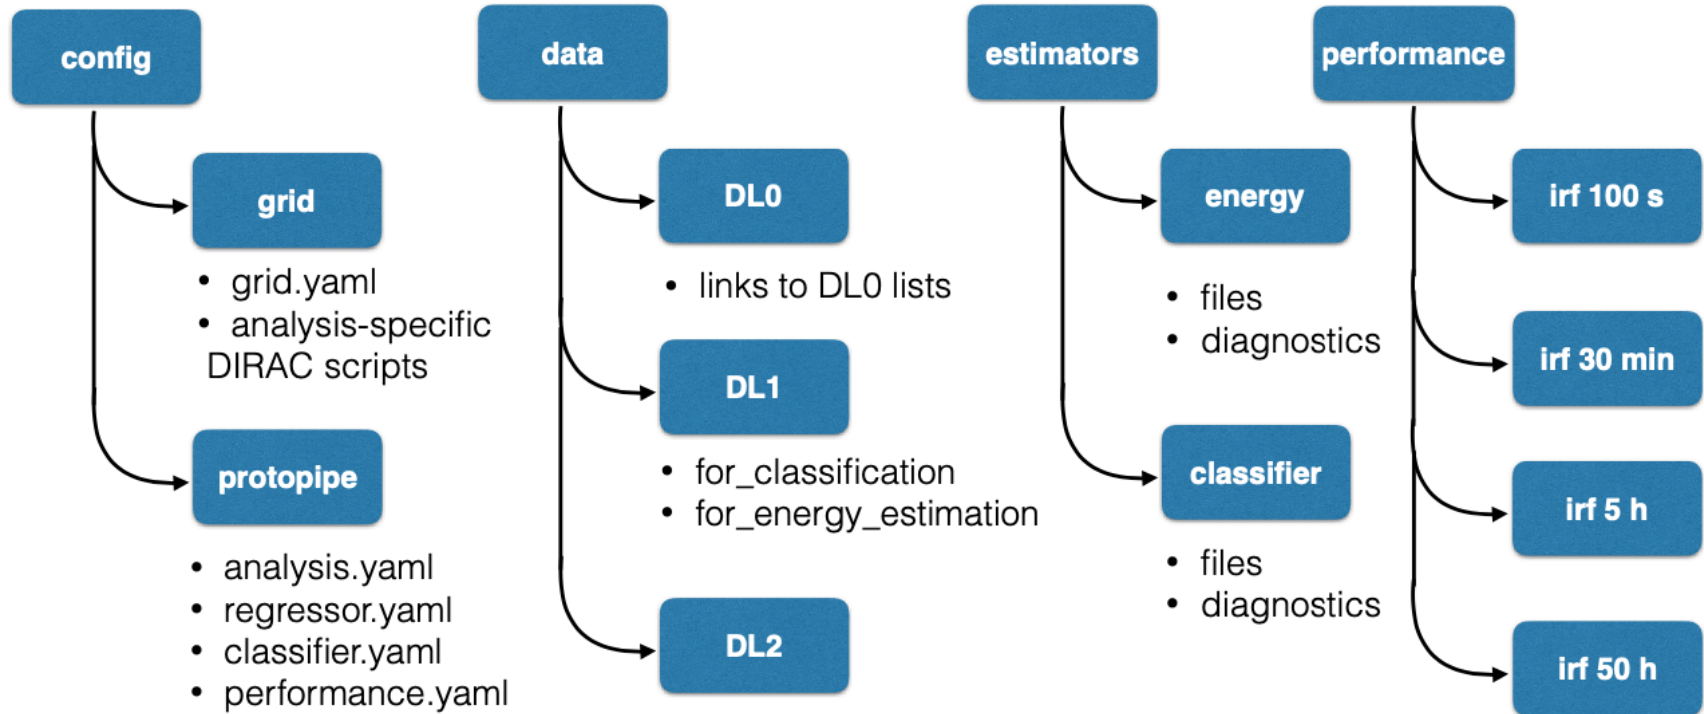 config
grid
• grid.yaml
• analysis-specific
DIRAC scripts
protopipe
• analysis.yaml
• regressor.yaml
• classifier.yaml
• performance.yaml
data
DL0
• links to DL0 lists
DL1
• for_classification
• for_energy_estimation
DL2
estimators
energy
• files
• diagnostics
classifier
• files
• diagnostics
performance
irf 100 s
irf 30 min
irf 5 h
irf 50 h